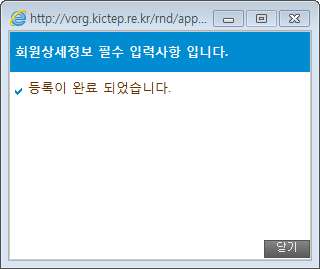 http://vorg.kictep.re.kr/rnd/app...
회원상세정보 필수 입력사항 입니다.
등록이 완료 되었습니다.
닫기